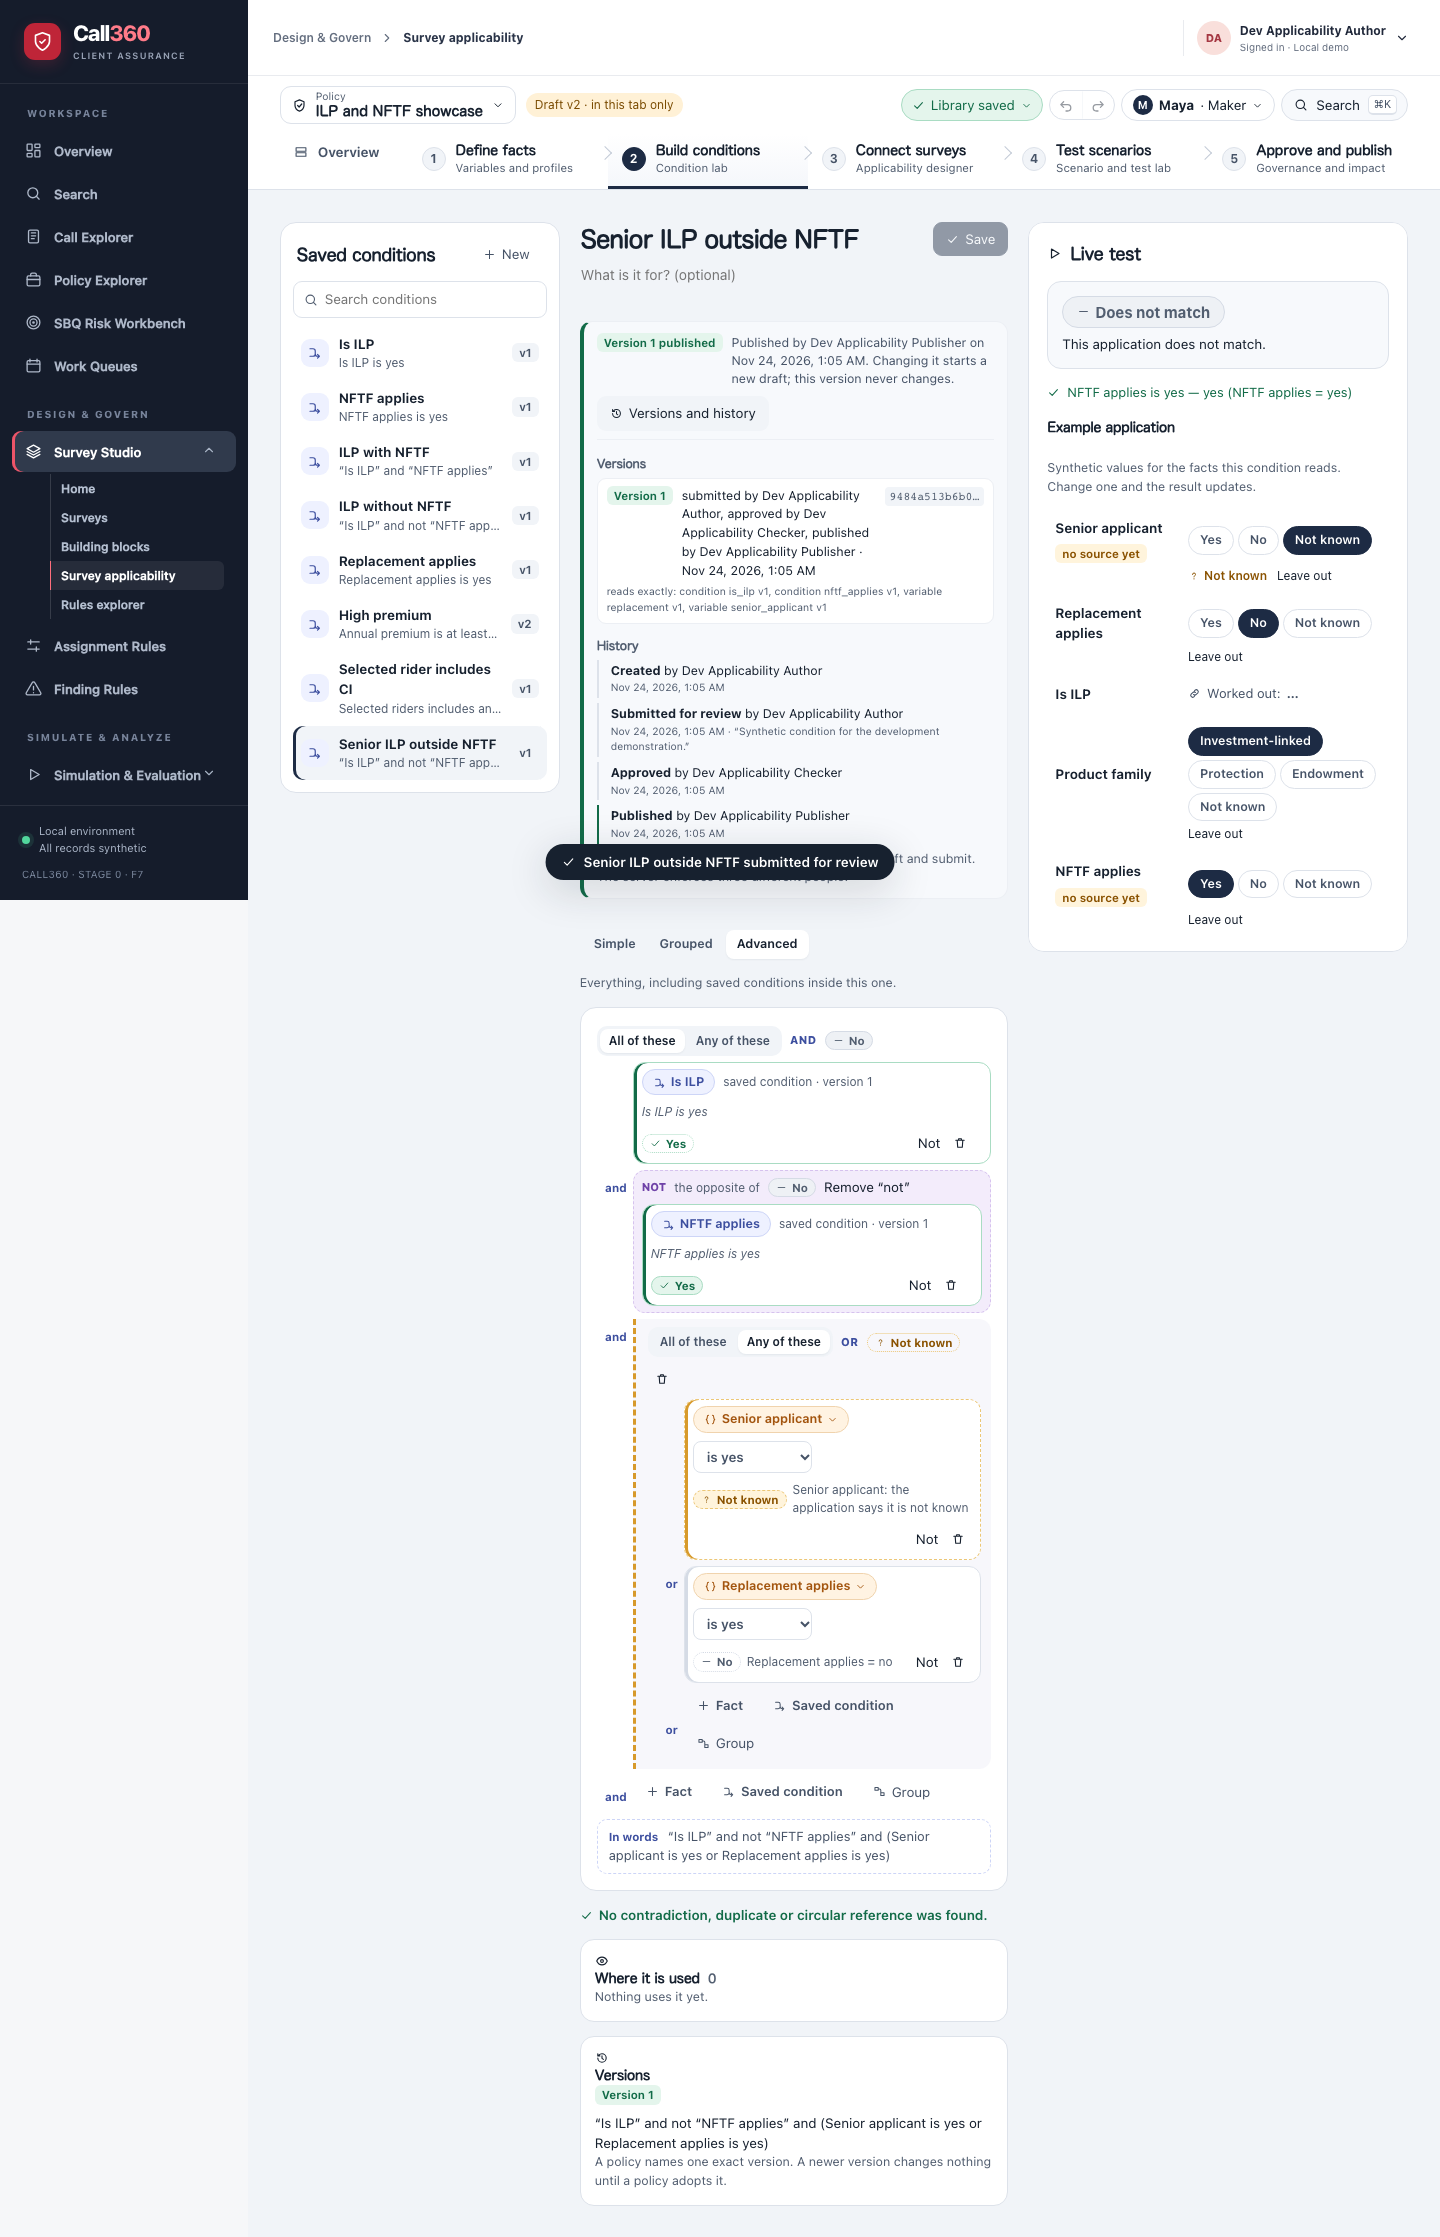 Call360
CLIENT ASSURANCE
WORKSPACE
Overview
Search
Call Explorer
Policy Explorer
SBQ Risk Workbench
Work Queues
DESIGN & GOVERN
Survey Studio
Home
Surveys
Building blocks
Survey applicability
Rules explorer
Assignment Rules
Finding Rules
SIMULATE & ANALYZE
Simulation & Evaluation
Local environment
All records synthetic
CALL360 · STAGE 0 · F7
Design & Govern > Survey applicability
DA
Dev Applicability Author
Signed in · Local demo
Policy
ILP and NFTF showcase
Draft v2 · in this tab only
Library saved
M Maya · Maker
Search ⌘K
Overview
1 Define facts
Variables and profiles
2 Build conditions
Condition lab
3 Connect surveys
Applicability designer
4 Test scenarios
Scenario and test lab
5 Approve and publish
Governance and impact
Saved conditions
+ New
Search conditions
Is ILP
Is ILP is yes
v1
NFTF applies
NFTF applies is yes
v1
ILP with NFTF
“Is ILP” and “NFTF applies”
v1
ILP without NFTF
“Is ILP” and not “NFTF app...
v1
Replacement applies
Replacement applies is yes
v1
High premium
Annual premium is at least...
v2
Selected rider includes
CI
Selected riders includes an...
v1
Senior ILP outside NFTF
“Is ILP” and not “NFTF app...
v1
Senior ILP outside NFTF
Save
What is it for? (optional)
Version 1 published
Published by Dev Applicability Publisher on
Nov 24, 2026, 1:05 AM. Changing it starts a
new draft; this version never changes.
Versions and history
Versions
Version 1
submitted by Dev Applicability
Author, approved by Dev
Applicability Checker, published
by Dev Applicability Publisher ·
Nov 24, 2026, 1:05 AM
9484a513b6b0…
reads exactly: condition is_ilp v1, condition nftf_applies v1, variable
replacement v1, variable senior_applicant v1
History
Created by Dev Applicability Author
Nov 24, 2026, 1:05 AM
Submitted for review by Dev Applicability Author
Nov 24, 2026, 1:05 AM · “Synthetic condition for the development
demonstration.”
Approved by Dev Applicability Checker
Nov 24, 2026, 1:05 AM
Published by Dev Applicability Publisher
Nov 24, 2026, 1:05 AM
ft and submit.
Senior ILP outside NFTF submitted for review
Simple
Grouped
Advanced
Everything, including saved conditions inside this one.
All of these
Any of these
AND
– No
Is ILP
saved condition · version 1
Is ILP is yes
Yes
Not
and
NOT the opposite of – No Remove “not”
NFTF applies
saved condition · version 1
NFTF applies is yes
Yes
Not
and
All of these
Any of these
OR
? Not known
{} Senior applicant
is yes
? Not known
Senior applicant: the
application says it is not known
Not
or
{} Replacement applies
is yes
– No
Replacement applies = no
Not
or
+ Fact
Saved condition
Group
and
+ Fact
Saved condition
Group
In words “Is ILP” and not “NFTF applies” and (Senior
applicant is yes or Replacement applies is yes)
No contradiction, duplicate or circular reference was found.
Where it is used 0
Nothing uses it yet.
Versions
Version 1
“Is ILP” and not “NFTF applies” and (Senior applicant is yes or
Replacement applies is yes)
A policy names one exact version. A newer version changes nothing
until a policy adopts it.
Live test
– Does not match
This application does not match.
NFTF applies is yes — yes (NFTF applies = yes)
Example application
Synthetic values for the facts this condition reads.
Change one and the result updates.
Senior applicant
no source yet
Yes
No
Not known
? Not known
Leave out
Replacement
applies
Yes
No
Not known
Leave out
Is ILP
Worked out: ...
Product family
Investment-linked
Protection
Endowment
Not known
Leave out
NFTF applies
no source yet
Yes
No
Not known
Leave out